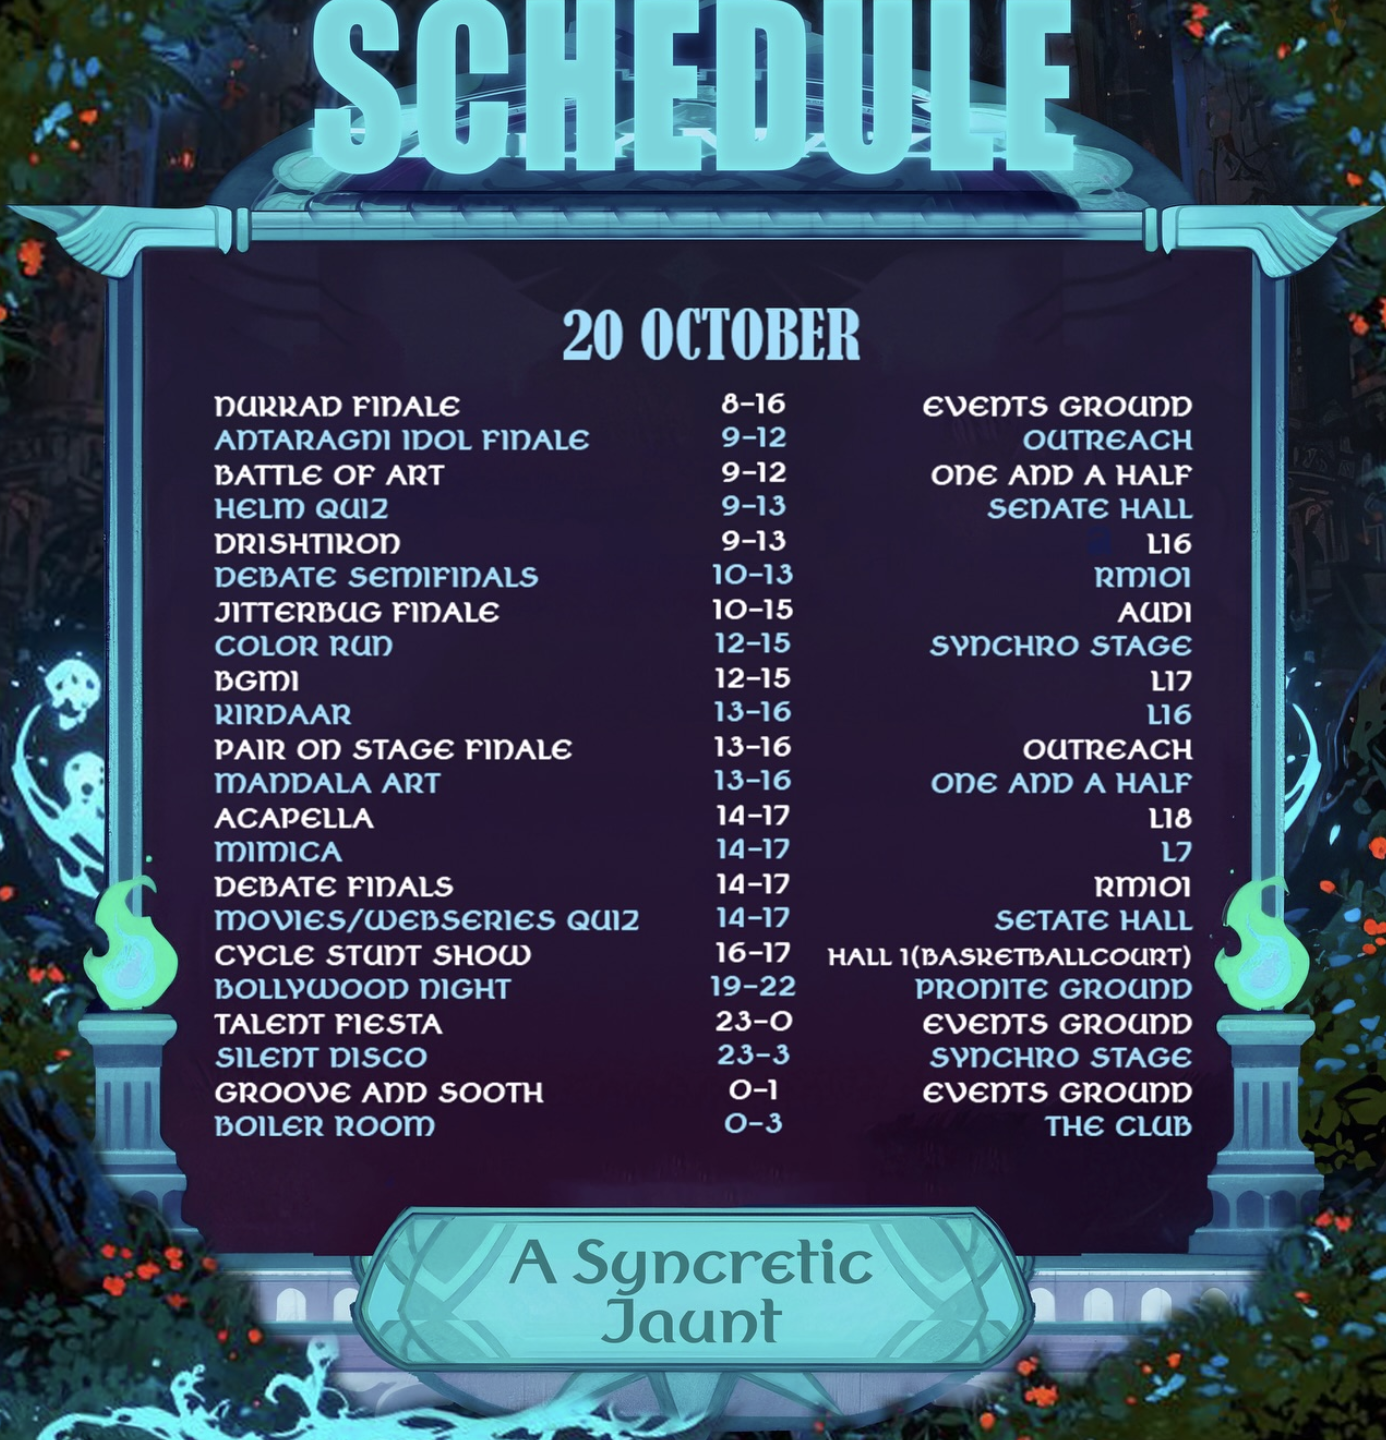 SCHEDULE
20 OCTOBER
NUKKAD FINALE 8-16 EVENTS GROUND
ANTARAGNI IDOL FINALE 9-12 OUTREACH
BATTLE OF ART 9-12 ONE AND A HALF
HELM QUIZ 9-13 SENATE HALL
DRISHTIKON 9-13 L16
DEBATE SEMIFINALS 10-13 RM101
JITTERBUG FINALE 10-15 AUDI
COLOR RUN 12-15 SYNCHRO STAGE
BGMI 12-15 L17
KIRDAAR 13-16 L16
PAIR ON STAGE FINALE 13-16 OUTREACH
MANDALA ART 13-16 ONE AND A HALF
ACAPELLA 14-17 L18
MIMICA 14-17 L7
DEBATE FINALS 14-17 RM101
MOVIES/WEBSERIES QUIZ 14-17 SETATE HALL
CYCLE STUNT SHOW 16-17 HALL 1(BASKETBALLCOURT)
BOLLYWOOD NIGHT 19-22 PRONITE GROUND
TALENT FIESTA 23-0 EVENTS GROUND
SILENT DISCO 23-3 SYNCHRO STAGE
GROOVE AND SOOTH 0-1 EVENTS GROUND
BOILER ROOM 0-3 THE CLUB
A Syncretic
Jaunt